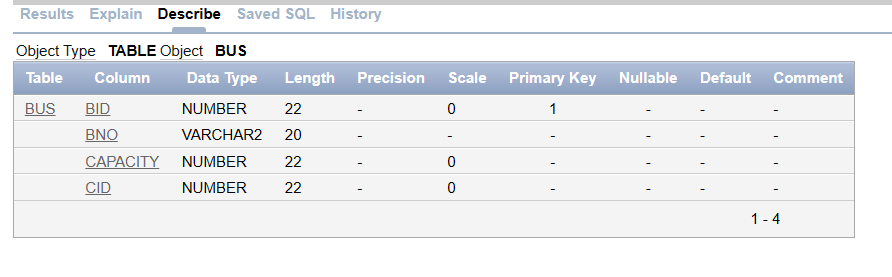 Results Explain Describe Saved SQL History
Object Type TABLE Object BUS
Table Column Data Type Length Precision Scale Primary Key Nullable Default Comment
BUS BID NUMBER 22 - 0 1 - - -
BNO VARCHAR2 20 - - - - - -
CAPACITY NUMBER 22 - 0 - - - -
CID NUMBER 22 - 0 - - - -
1 - 4